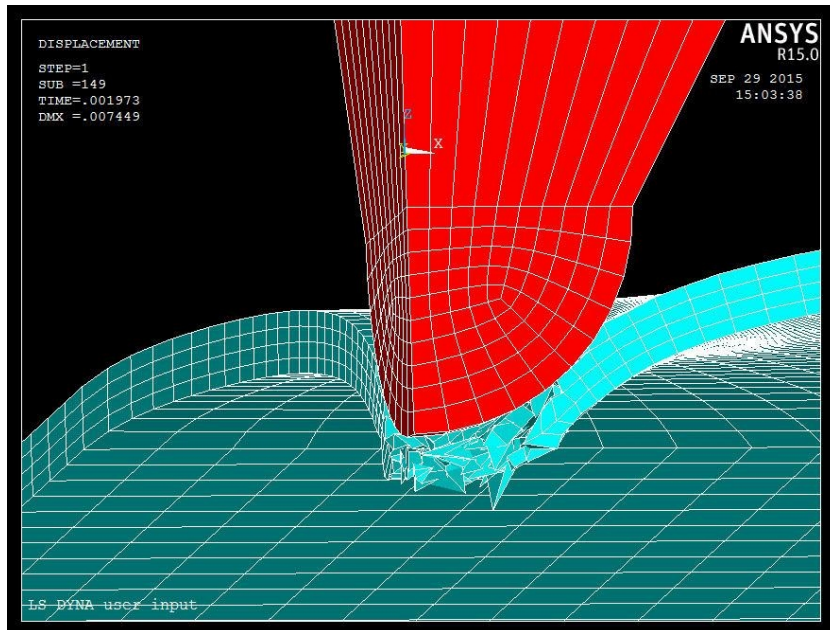 DISPLACEMENT
STEP=1
SUB =149
TIME=.001973
DMX =.007449
ANSYS
R15.0
SEP 29 2015
15:03:38
Z
X
LS DYNA user input